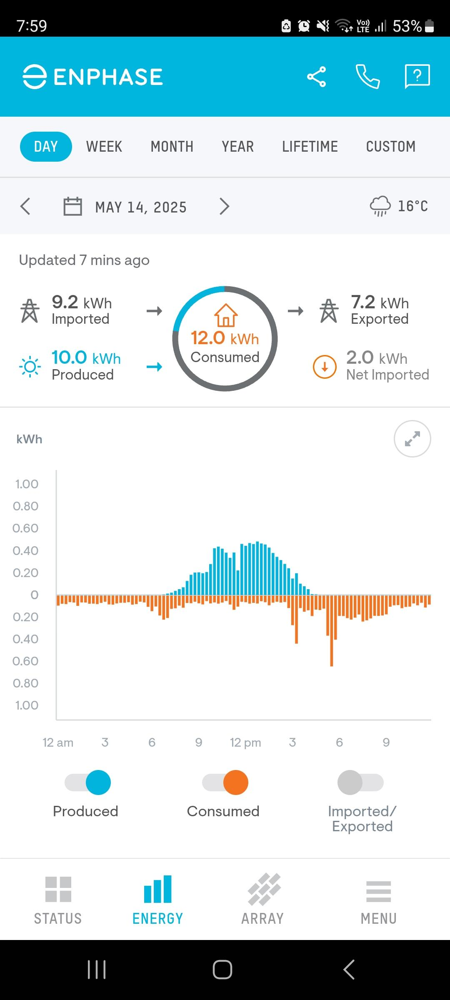 7:59
Vo))
LTE
53%
ENPHASE
?
DAY WEEK MONTH YEAR LIFETIME CUSTOM
MAY 14, 2025
16°C
Updated 7 mins ago
9.2 kWh
Imported
12.0 kWh
Consumed
7.2 kWh
Exported
10.0 kWh
Produced
2.0 kWh
Net Imported
kWh
1.00
0.80
0.60
0.40
0.20
0
0.20
0.40
0.60
0.80
1.00
12 am 3 6 9 12 pm 3 6 9
Produced
Consumed
Imported/
Exported
STATUS ENERGY ARRAY MENU